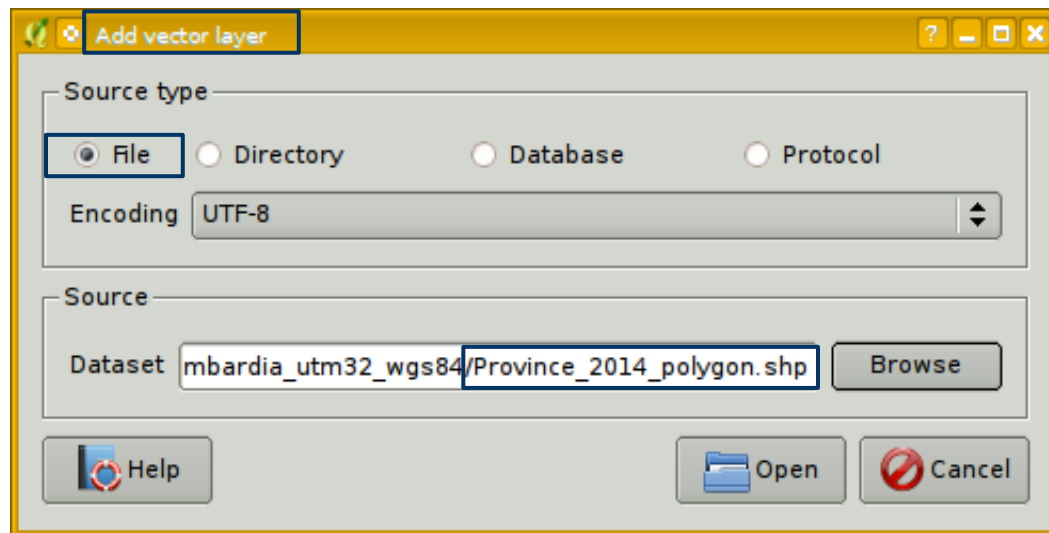 Add vector layer ?
Source type
File Directory Database Protocol
Encoding UTF-8
Source
Dataset mbardia_utm32_wgs84/Province_2014_polygon.shp Browse
Help Open Cancel